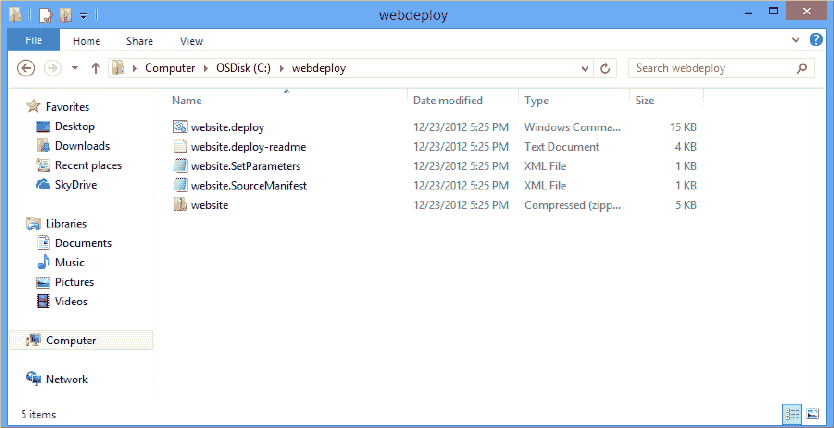 webdeploy
File Home Share View
Computer OSDisk (C:) webdeploy Search webdeploy
Name Date modified Type Size
Favorites
Desktop
Downloads
Recent places
SkyDrive
Libraries
Documents
Music
Pictures
Videos
Computer
Network
website.deploy 12/23/2012 5:25 PM Windows Comma... 15 KB
website.deploy-readme 12/23/2012 5:25 PM Text Document 4 KB
website.SetParameters 12/23/2012 5:25 PM XML File 1 KB
website.SourceManifest 12/23/2012 5:25 PM XML File 1 KB
website 12/23/2012 5:25 PM Compressed (zipp... 5 KB
5 items